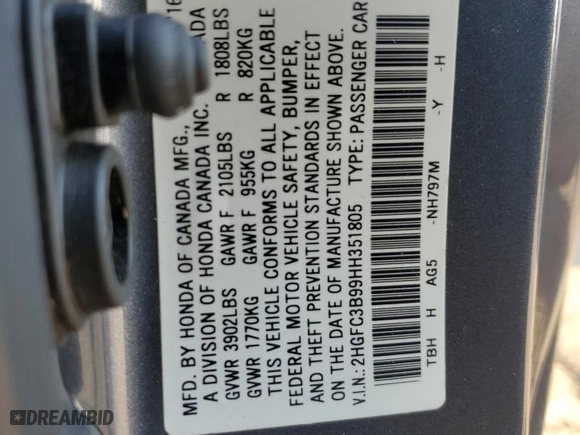 MFD. BY HONDA OF CANADA MFG.,
A DIVISION OF HONDA CANADA INC.
GVWR 3902LBS GAWR F 2105LBS R 1808LBS
GVWR 1770KG GAWR F 955KG R 820KG
THIS VEHICLE CONFORMS TO ALL APPLICABLE
FEDERAL MOTOR VEHICLE SAFETY, BUMPER,
AND THEFT PREVENTION STANDARDS IN EFFECT
ON THE DATE OF MANUFACTURE SHOWN ABOVE.
V.I.N.: 2HGFC3B99HH351805 TYPE: PASSENGER CAR
TBH H AG5 -NH797M -Y -H
DREAMBID